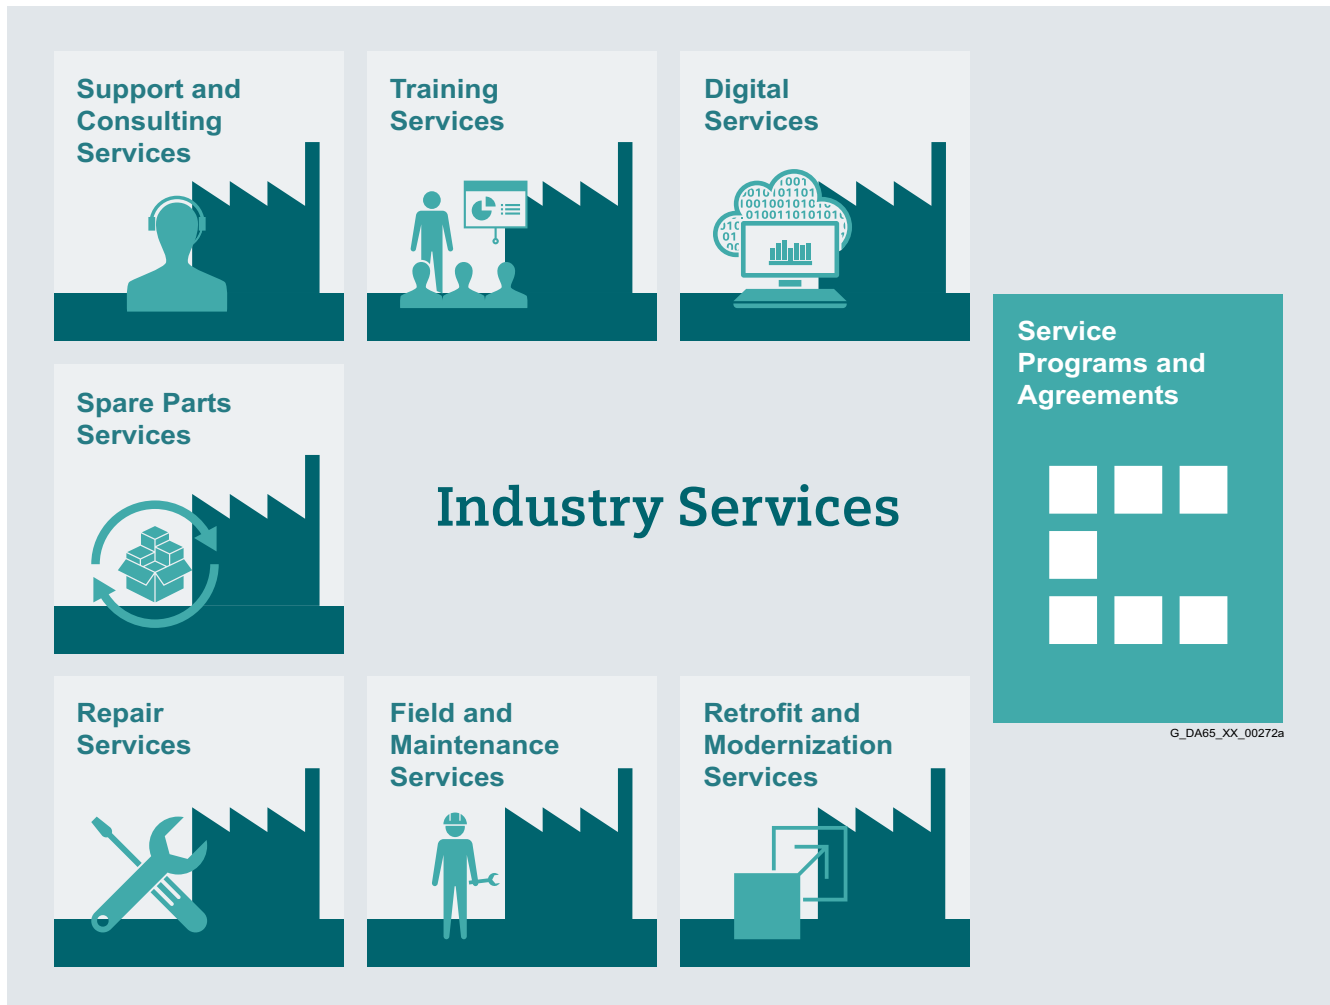 Support and
Consulting
Services
Training
Services
Digital
Services
Service
Programs and
Agreements
Spare Parts
Services
Industry Services
Repair
Services
Field and
Maintenance
Services
Retrofit and
Modernization
Services
G_DA65_XX_00272a